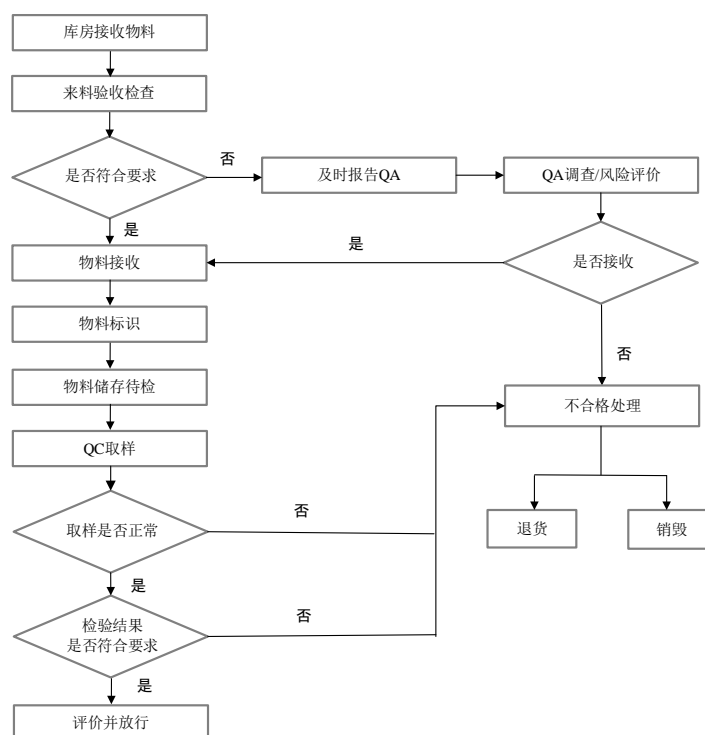 库房接收物料
来料验收检查
是否符合要求
否
及时报告QA
QA调查/风险评价
是
物料接收
是
是否接收
物料标识
否
物料储存待检
不合格处理
QC取样
取样是否正常
否
退货
销毁
是
检验结果
是否符合要求
否
是
评价并放行